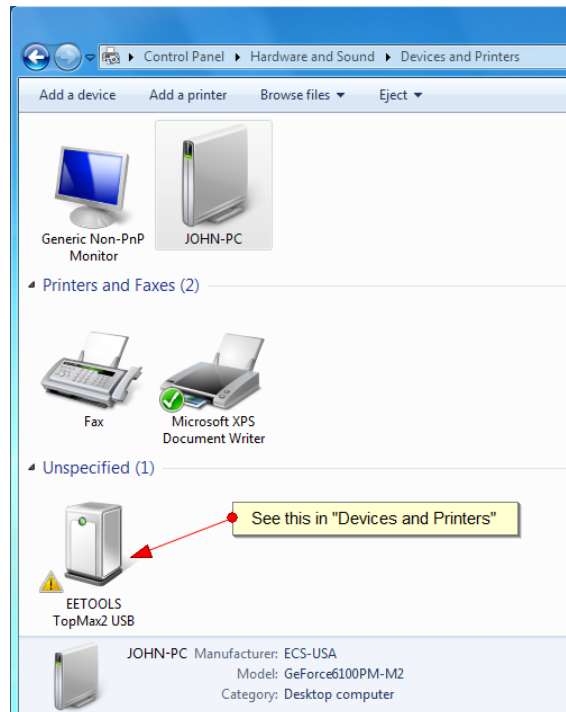 Control Panel Hardware and Sound Devices and Printers
Add a device Add a printer Browse files Eject
Generic Non-PnP
Monitor
JOHN-PC
Printers and Faxes (2)
Fax
Microsoft XPS
Document Writer
Unspecified (1)
See this in "Devices and Printers"
EETOOLS
TopMax2 USB
JOHN-PC Manufacturer: ECS-USA
Model: GeForce6100PM-M2
Category: Desktop computer